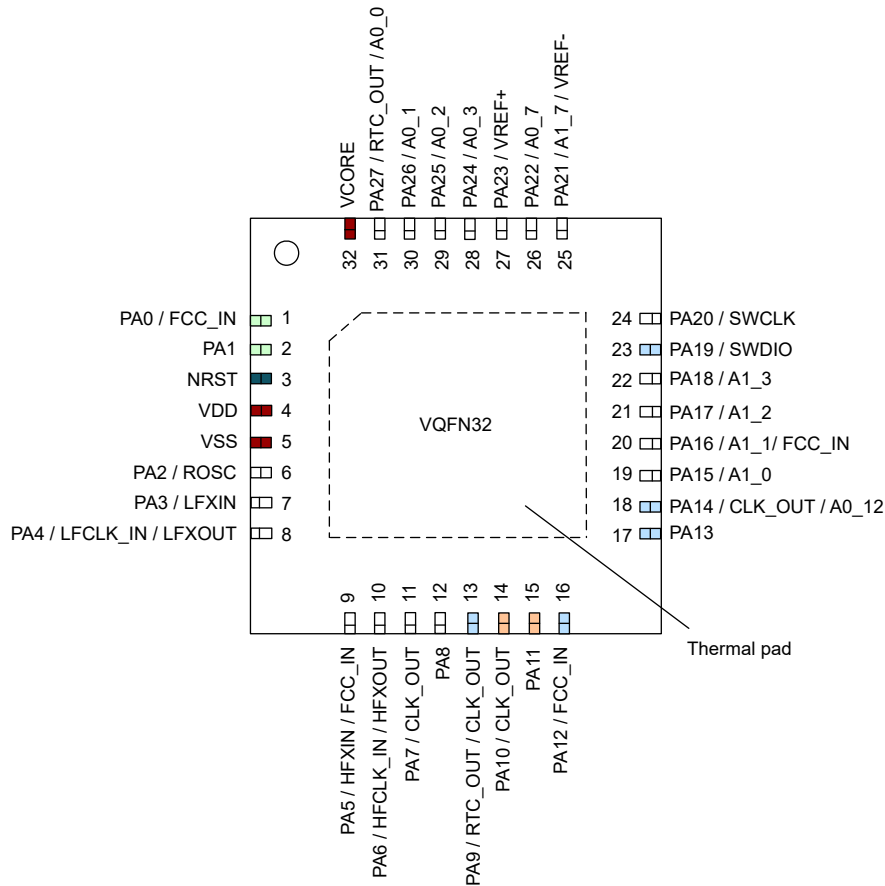 VCORE
PA27 / RTC_OUT / A0_0
PA26 / A0_1
PA25 / A0_2
PA24 / A0_3
PA23 / VREF+
PA22 / A0_7
PA21 / A1_7 / VREF-
32
31
30
29
28
27
26
25
PA0 / FCC_IN 1
PA1 2
NRST 3
VDD 4
VSS 5
PA2 / ROSC 6
PA3 / LFXIN 7
PA4 / LFCLK_IN / LFXOUT 8
VQFN32
24 PA20 / SWCLK
23 PA19 / SWDIO
22 PA18 / A1_3
21 PA17 / A1_2
20 PA16 / A1_1/ FCC_IN
19 PA15 / A1_0
18 PA14 / CLK_OUT / A0_12
17 PA13
9
10
11
12
13
14
15
16
PA5 / HFXIN / FCC_IN
PA6 / HFCLK_IN / HFXOUT
PA7 / CLK_OUT
PA8
PA9 / RTC_OUT / CLK_OUT
PA10 / CLK_OUT
PA11
PA12 / FCC_IN
Thermal pad